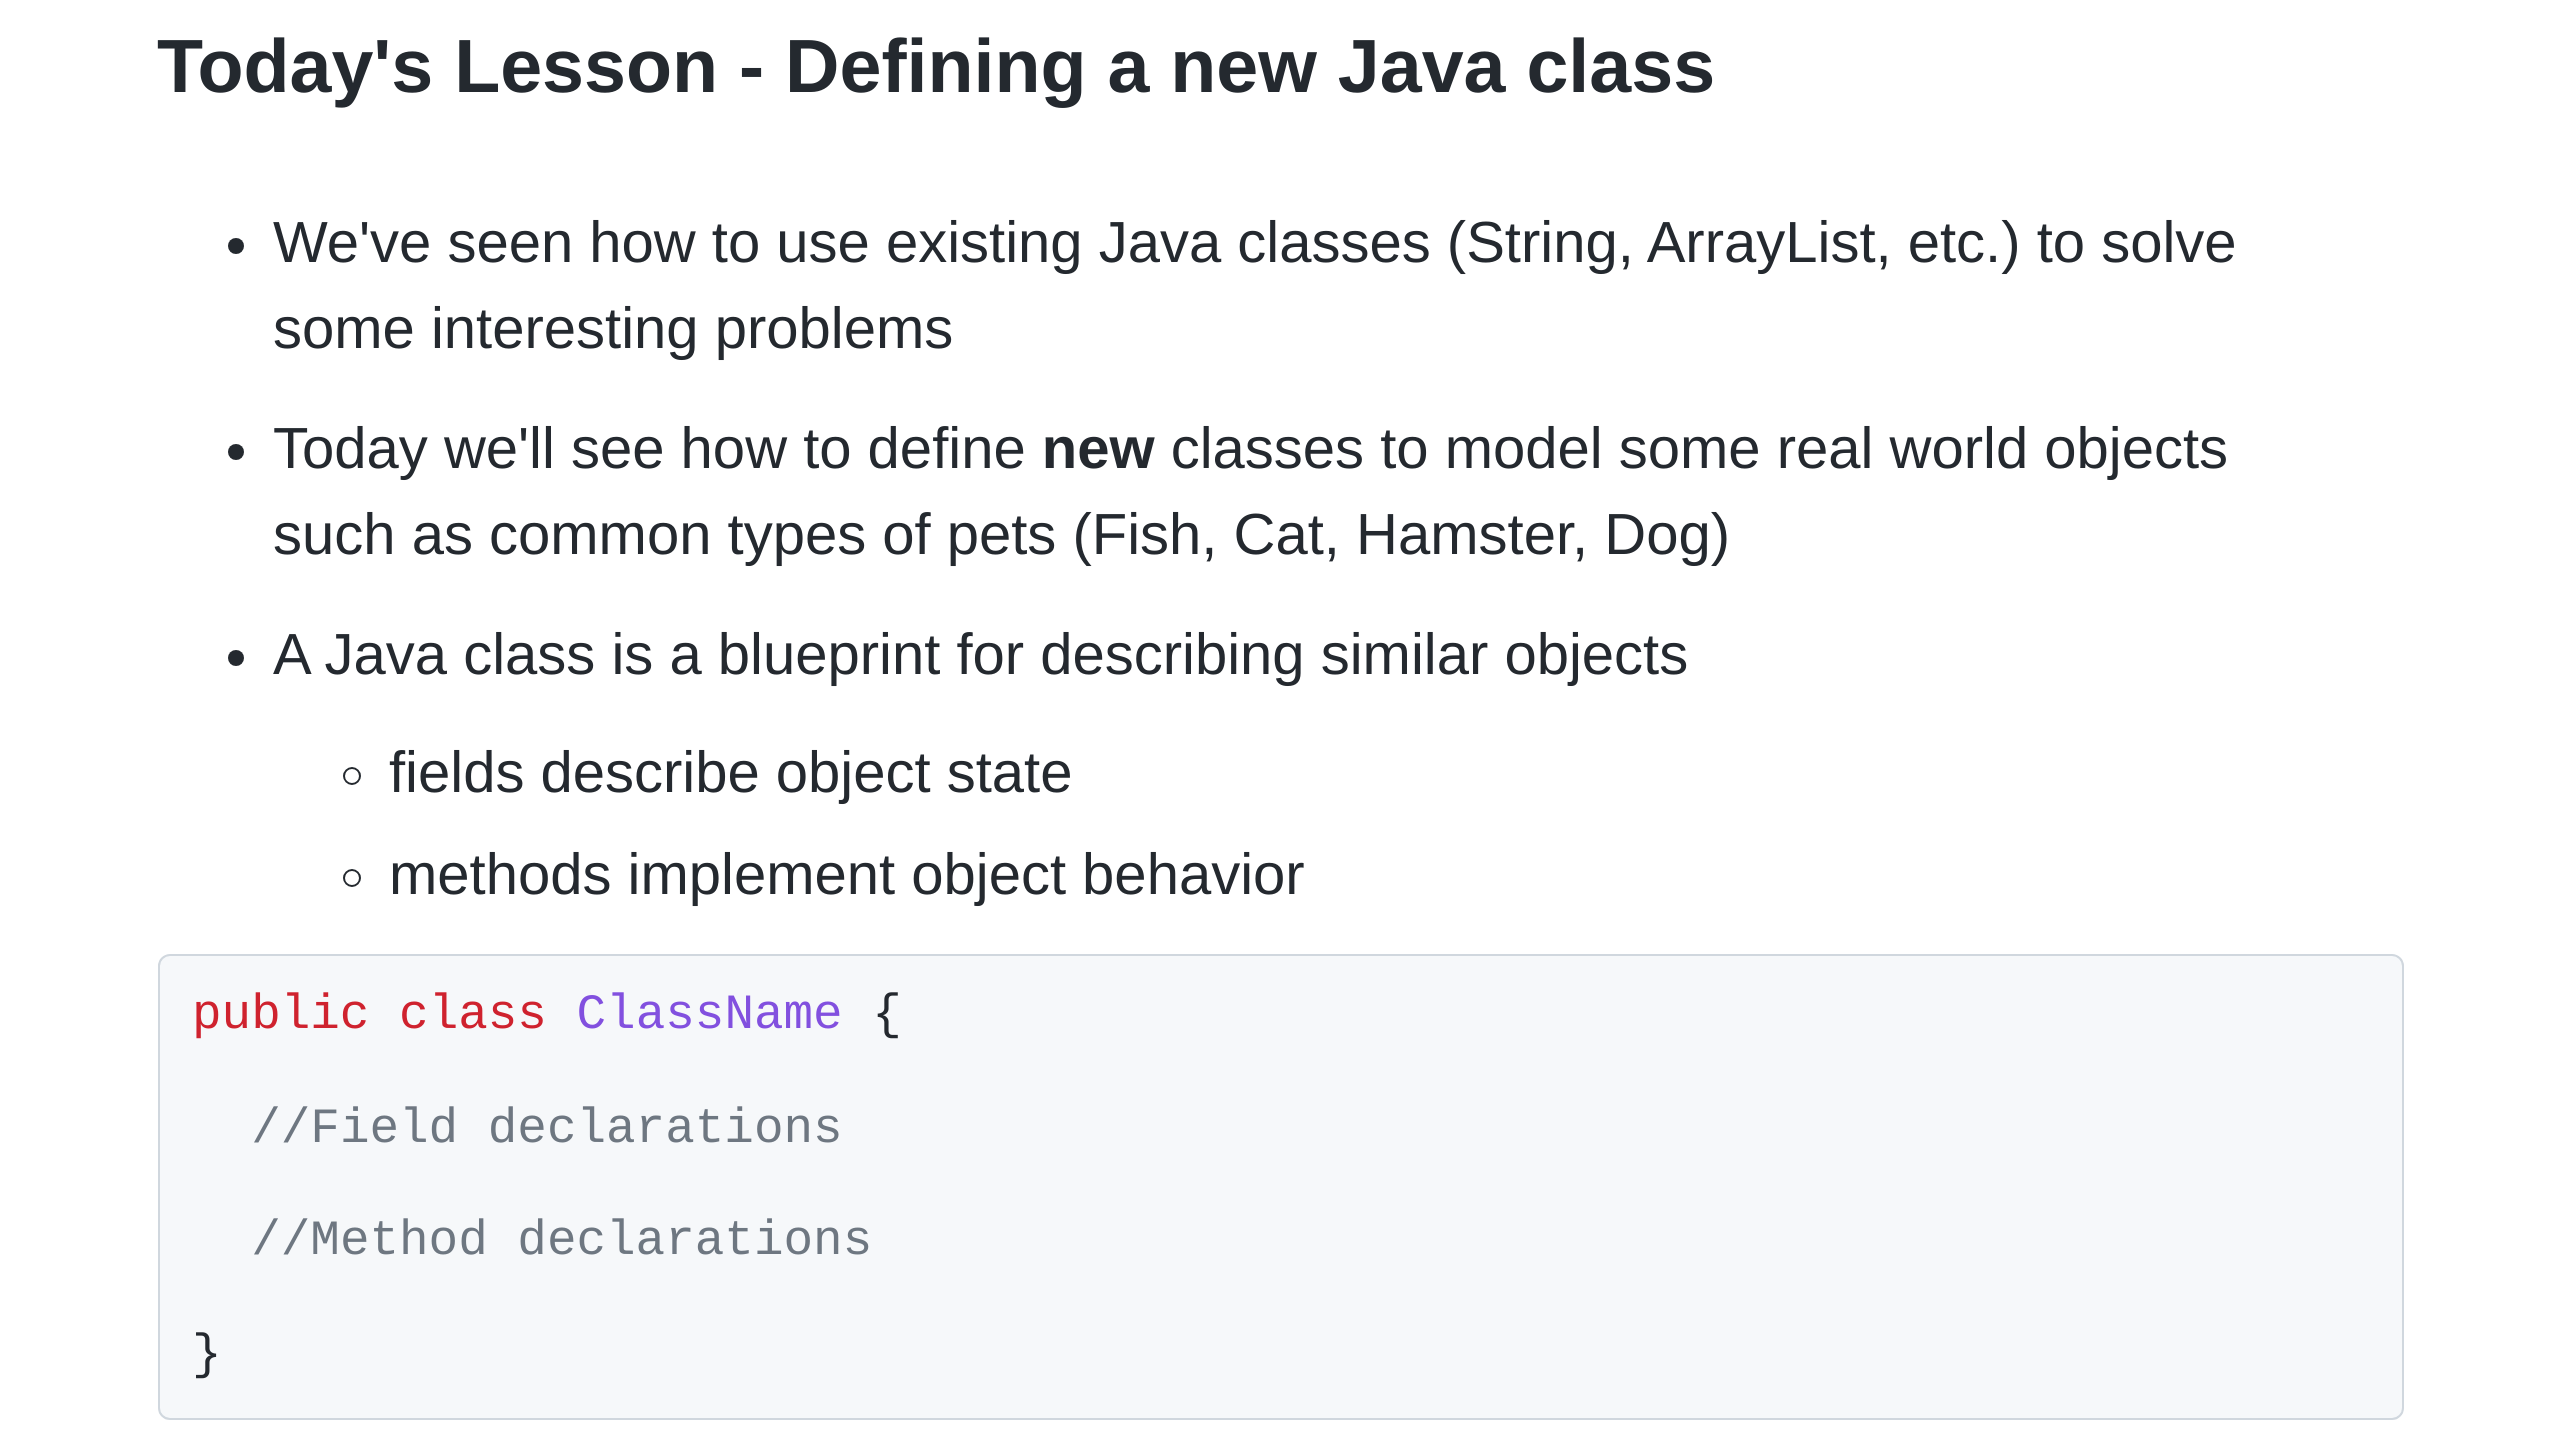 Today's Lesson - Defining a new Java class
We've seen how to use existing Java classes (String, ArrayList, etc.) to solve
some interesting problems
Today we'll see how to define new classes to model some real world objects
such as common types of pets (Fish, Cat, Hamster, Dog)
A Java class is a blueprint for describing similar objects
fields describe object state
methods implement object behavior
public class ClassName {
//Field declarations
//Method declarations
}